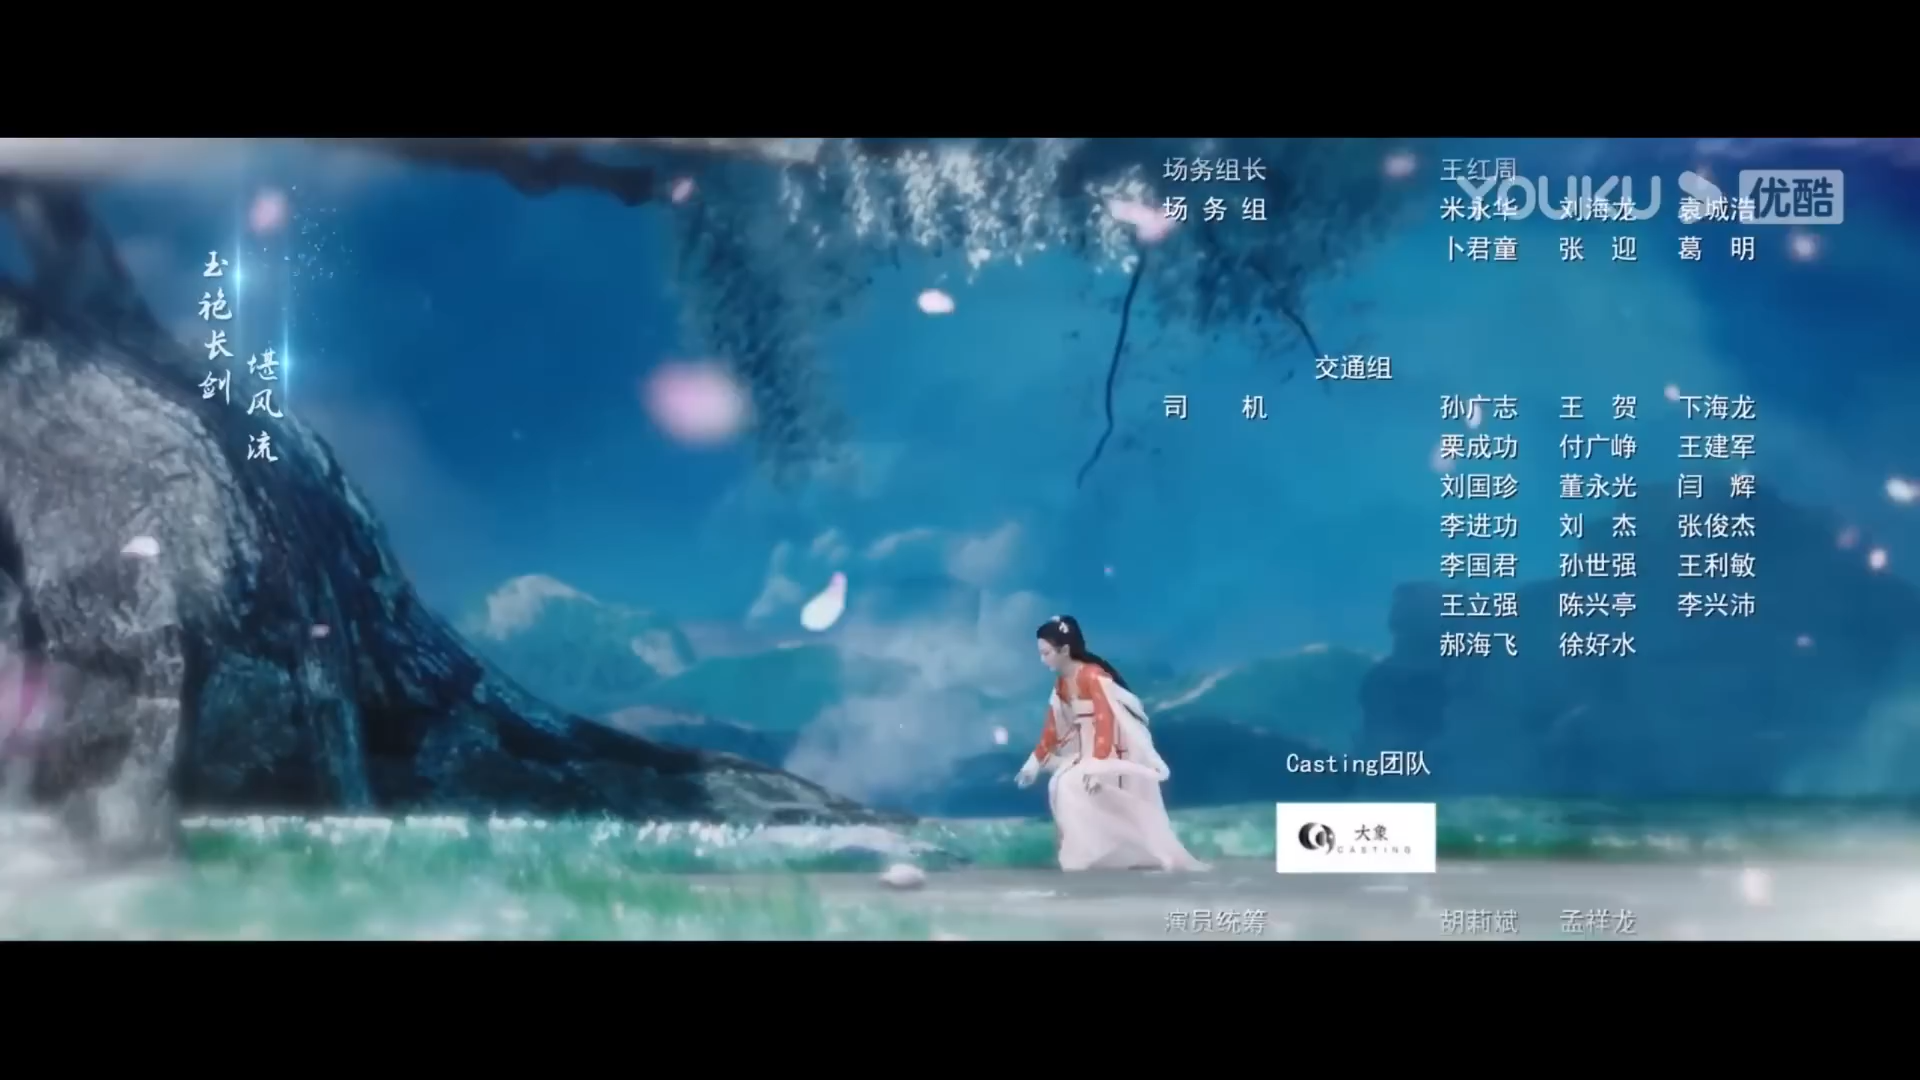 玉袍长剑
堪风流
YOUKU 优酷
场务组长 王红周
场务组 米永华 刘海龙 袁城浩
卜君童 张迎 葛明
交通组
司机 孙广志 王贺 下海龙
栗成功 付广峥 王建军
刘国珍 董永光 闫辉
李进功 刘杰 张俊杰
李国君 孙世强 王利敏
王立强 陈兴亭 李兴沛
郝海飞 徐好水
Casting团队
大象
CASTING
演员统筹 胡莉斌 孟祥龙